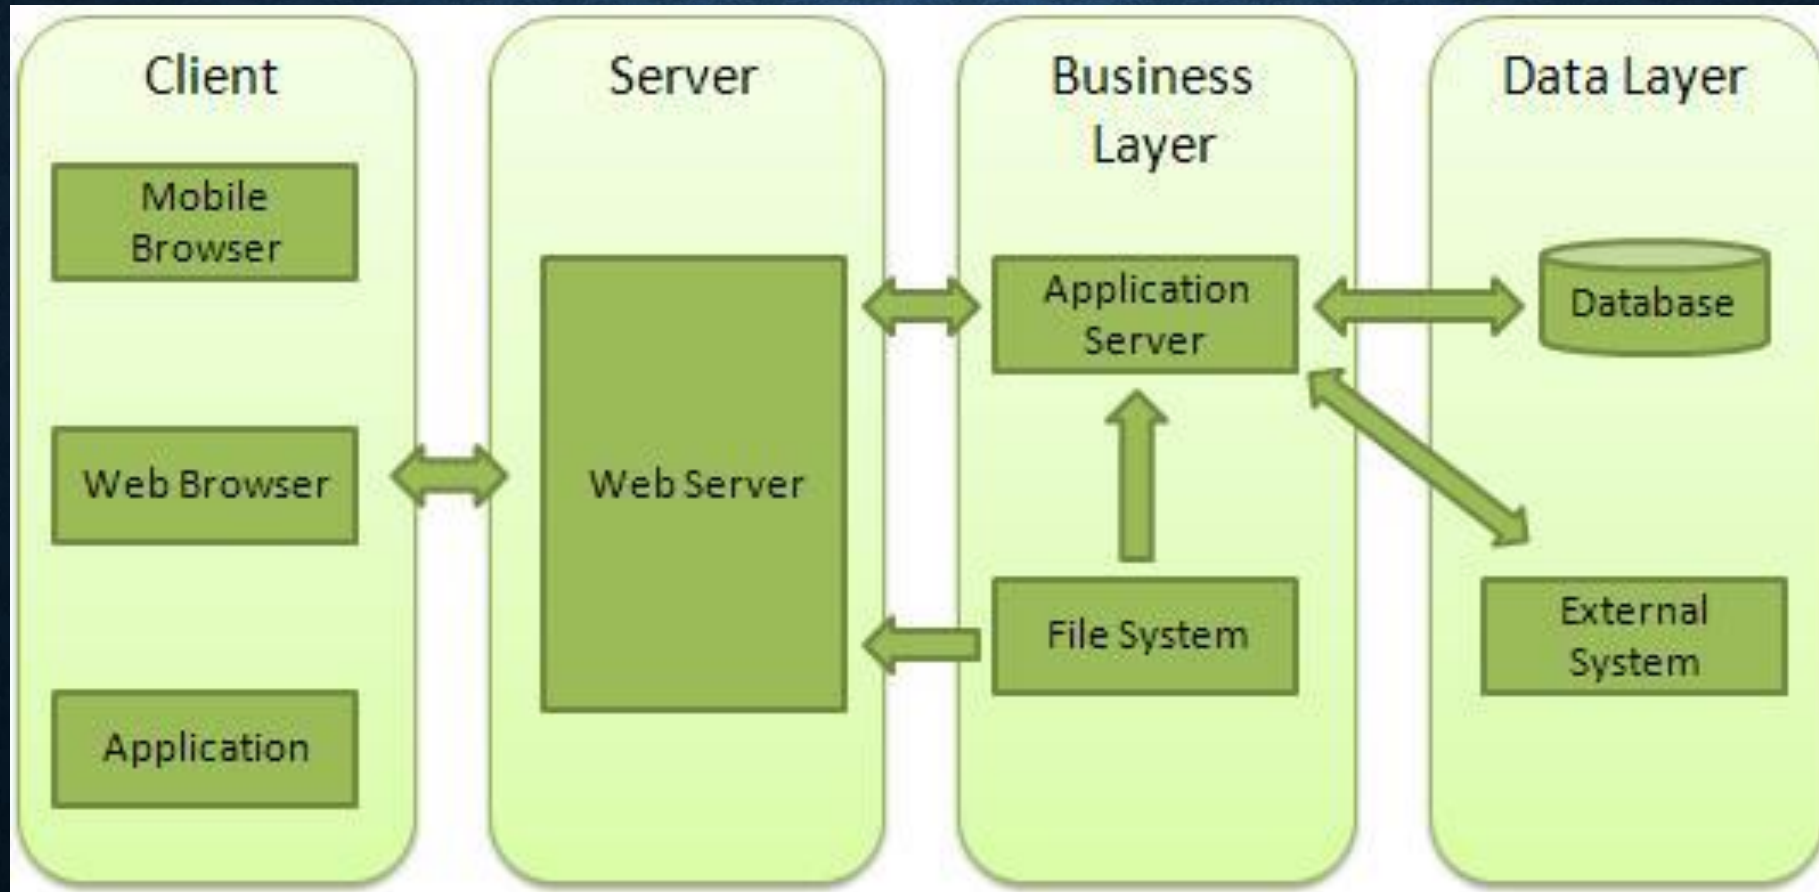 Client
Mobile
Browser
Web Browser
Application
Server
Web Server
Business
Layer
Application
Server
File System
Data Layer
Database
External
System